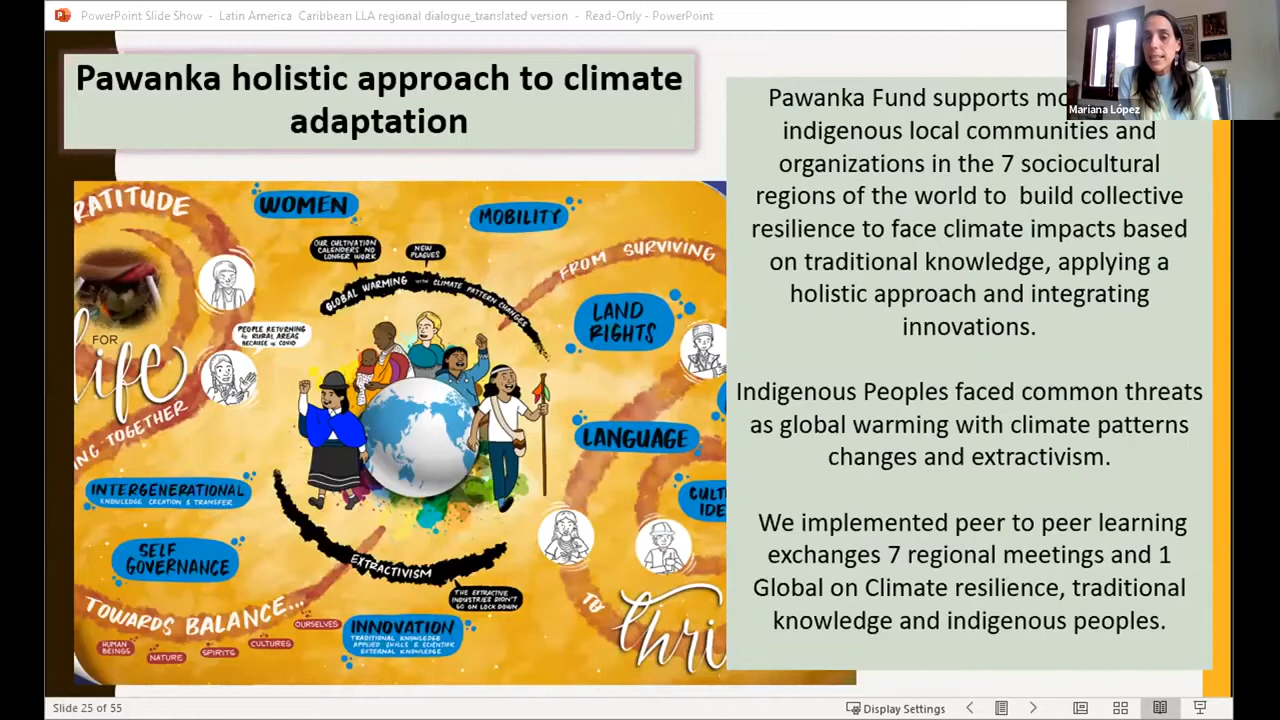 PowerPoint Slide Show - Latin America Caribbean LLA regional dialogue_translated version - Read-Only - PowerPoint
Mariana López
Pawanka holistic approach to climate
adaptation
Pawanka Fund supports
indigenous local communities and
organizations in the 7 sociocultural
regions of the world to build collective
resilience to face climate impacts based
on traditional knowledge, applying a
holistic approach and integrating
innovations.
Indigenous Peoples faced common threats
as global warming with climate patterns
changes and extractivism.
We implemented peer to peer learning
exchanges 7 regional meetings and 1
Global on Climate resilience, traditional
knowledge and indigenous peoples.
RATITUDE
WOMEN
MOBILITY
OUR CULTIVATION
CALENDERS NO
LONGER WORK
NEW
PLAGUES
GLOBAL WARMING WITH CLIMATE PATTERN CHANGES
FROM SURVIVING
LAND
RIGHTS
PEOPLE RETURNING
TO RURAL AREAS
BECAUSE OF COVID
FOR
life
NG TOGETHER
LANGUAGE
INTERGENERATIONAL
KNOWLEDGE CREATION & TRANSFER
CULT
IDE
SELF
GOVERNANCE
EXTRACTIVISM
THE EXTRACTIVE
INDUSTRIES DIDN'T
GO ON LOCK DOWN
TOWARDS BALANCE...
HUMAN
BEINGS
NATURE
SPIRITS
CULTURES
OURSELVES
INNOVATION
TRADITIONAL KNOWLEDGE
APPLIED SKILLS & SCIENTIFIC
EXTERNAL KNOWLEDGE
TO
thri
Slide 25 of 55
Display Settings